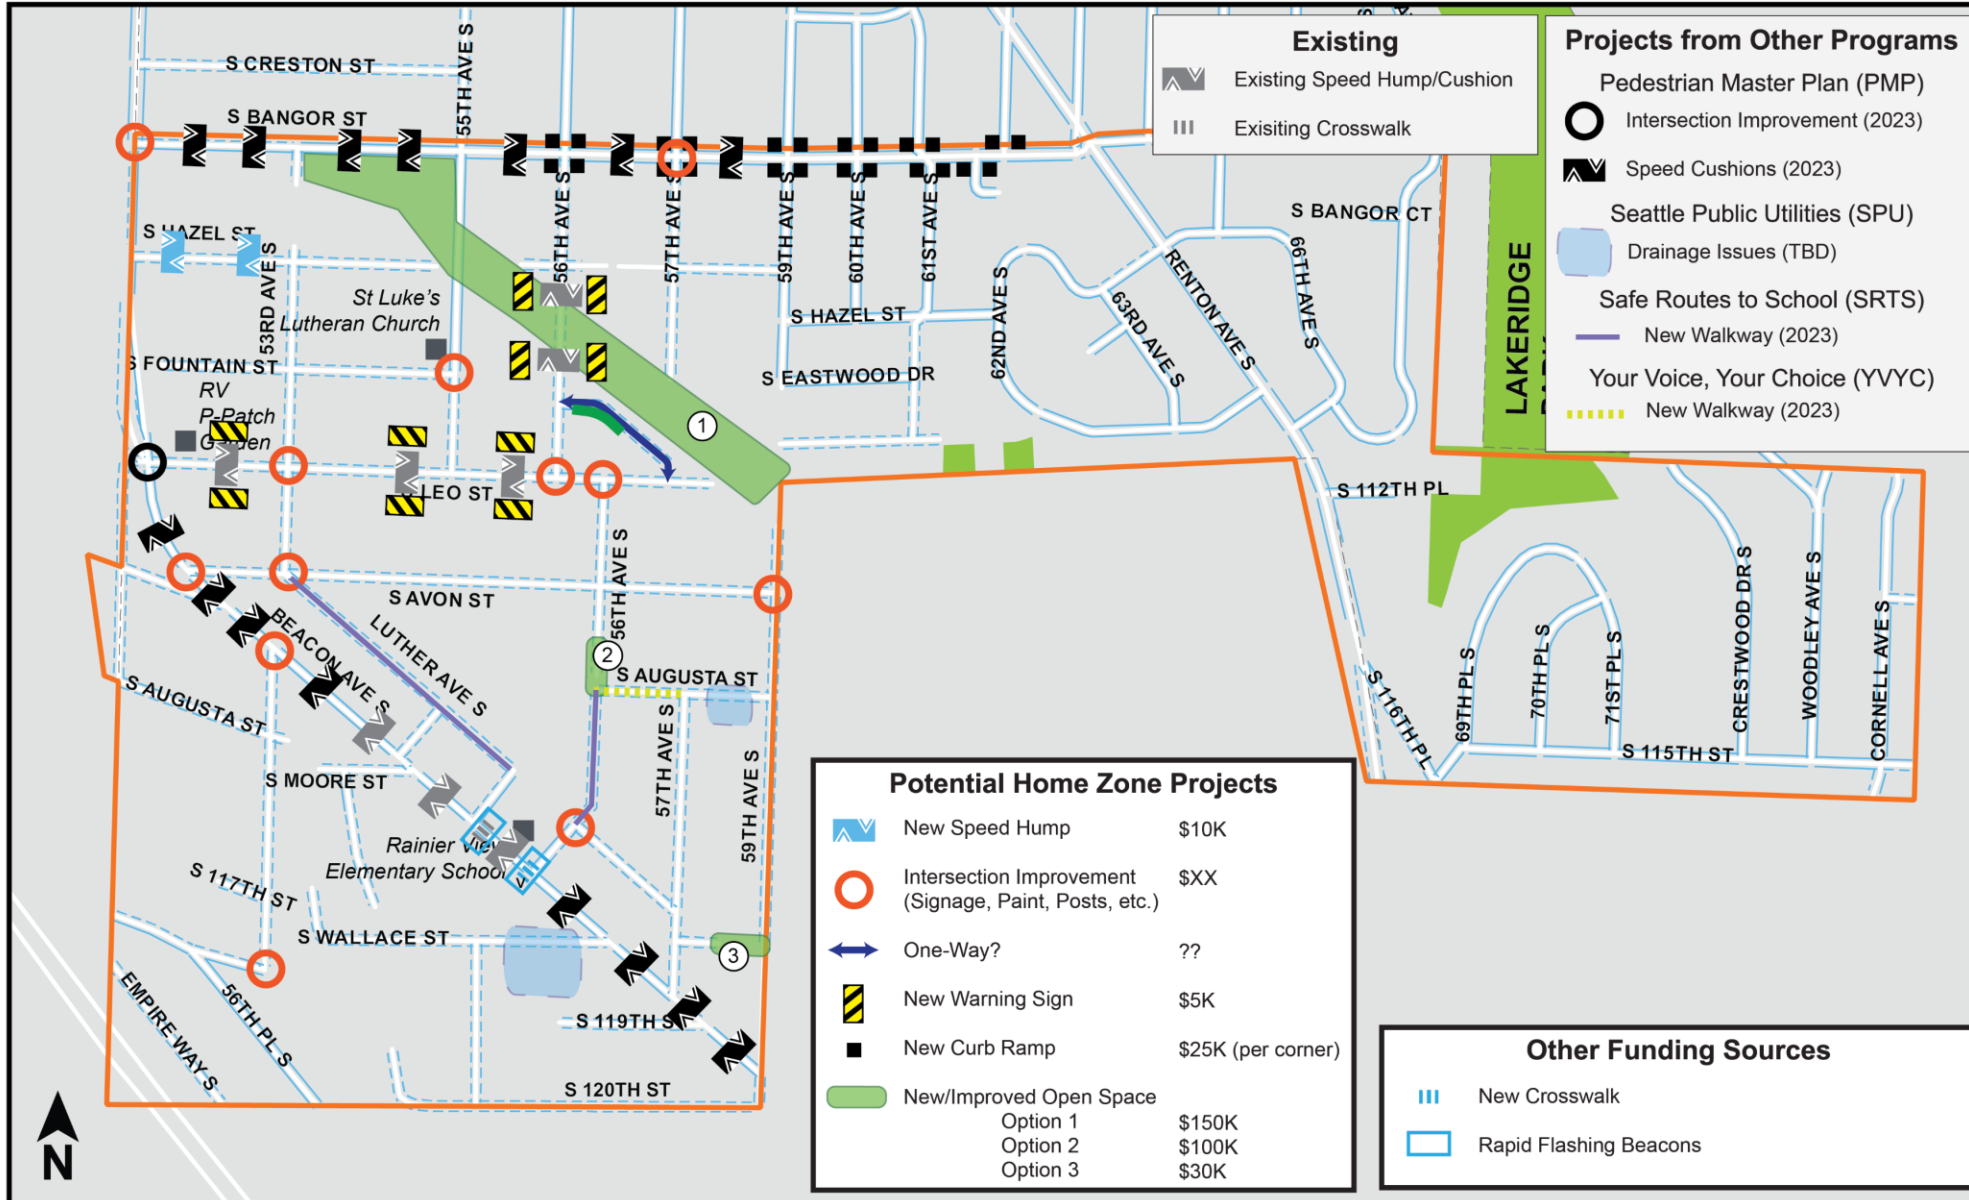 S CRESTON ST
55TH AVE S
S BANGOR ST
S HAZEL ST
53RD AVE S
56TH AVE S
57TH AVE S
59TH AVE S
60TH AVE S
61ST AVE S
St Luke's
Lutheran Church
S HAZEL ST
S EASTWOOD DR
62ND AVE S
63RD AVE S
RENTON AVE S
66TH AVE S
S BANGOR CT
LAKERIDGE
S FOUNTAIN ST
RV
P-Patch
Garden
LEO ST
1
S 112TH PL
S AVON ST
56TH AVE S
BEACON AVE S
LUTHER AVE S
2
S AUGUSTA ST
S AUGUSTA ST
57TH AVE S
59TH AVE S
S MOORE ST
Rainier View
Elementary School
S 117TH ST
S WALLACE ST
3
EMPIRE WAY S
56TH PL S
S 119TH S
S 120TH ST
N
S 116TH PL
69TH PL S
70TH PL S
71ST PL S
CRESTWOOD DR S
WOODLEY AVE S
CORNELL AVE S
S 115TH ST
Existing
Existing Speed Hump/Cushion
Exisiting Crosswalk
Projects from Other Programs
Pedestrian Master Plan (PMP)
Intersection Improvement (2023)
Speed Cushions (2023)
Seattle Public Utilities (SPU)
Drainage Issues (TBD)
Safe Routes to School (SRTS)
New Walkway (2023)
Your Voice, Your Choice (YVYC)
New Walkway (2023)
Potential Home Zone Projects
New Speed Hump $10K
Intersection Improvement $XX
(Signage, Paint, Posts, etc.)
One-Way? ??
New Warning Sign $5K
New Curb Ramp $25K (per corner)
New/Improved Open Space
Option 1 $150K
Option 2 $100K
Option 3 $30K
Other Funding Sources
New Crosswalk
Rapid Flashing Beacons